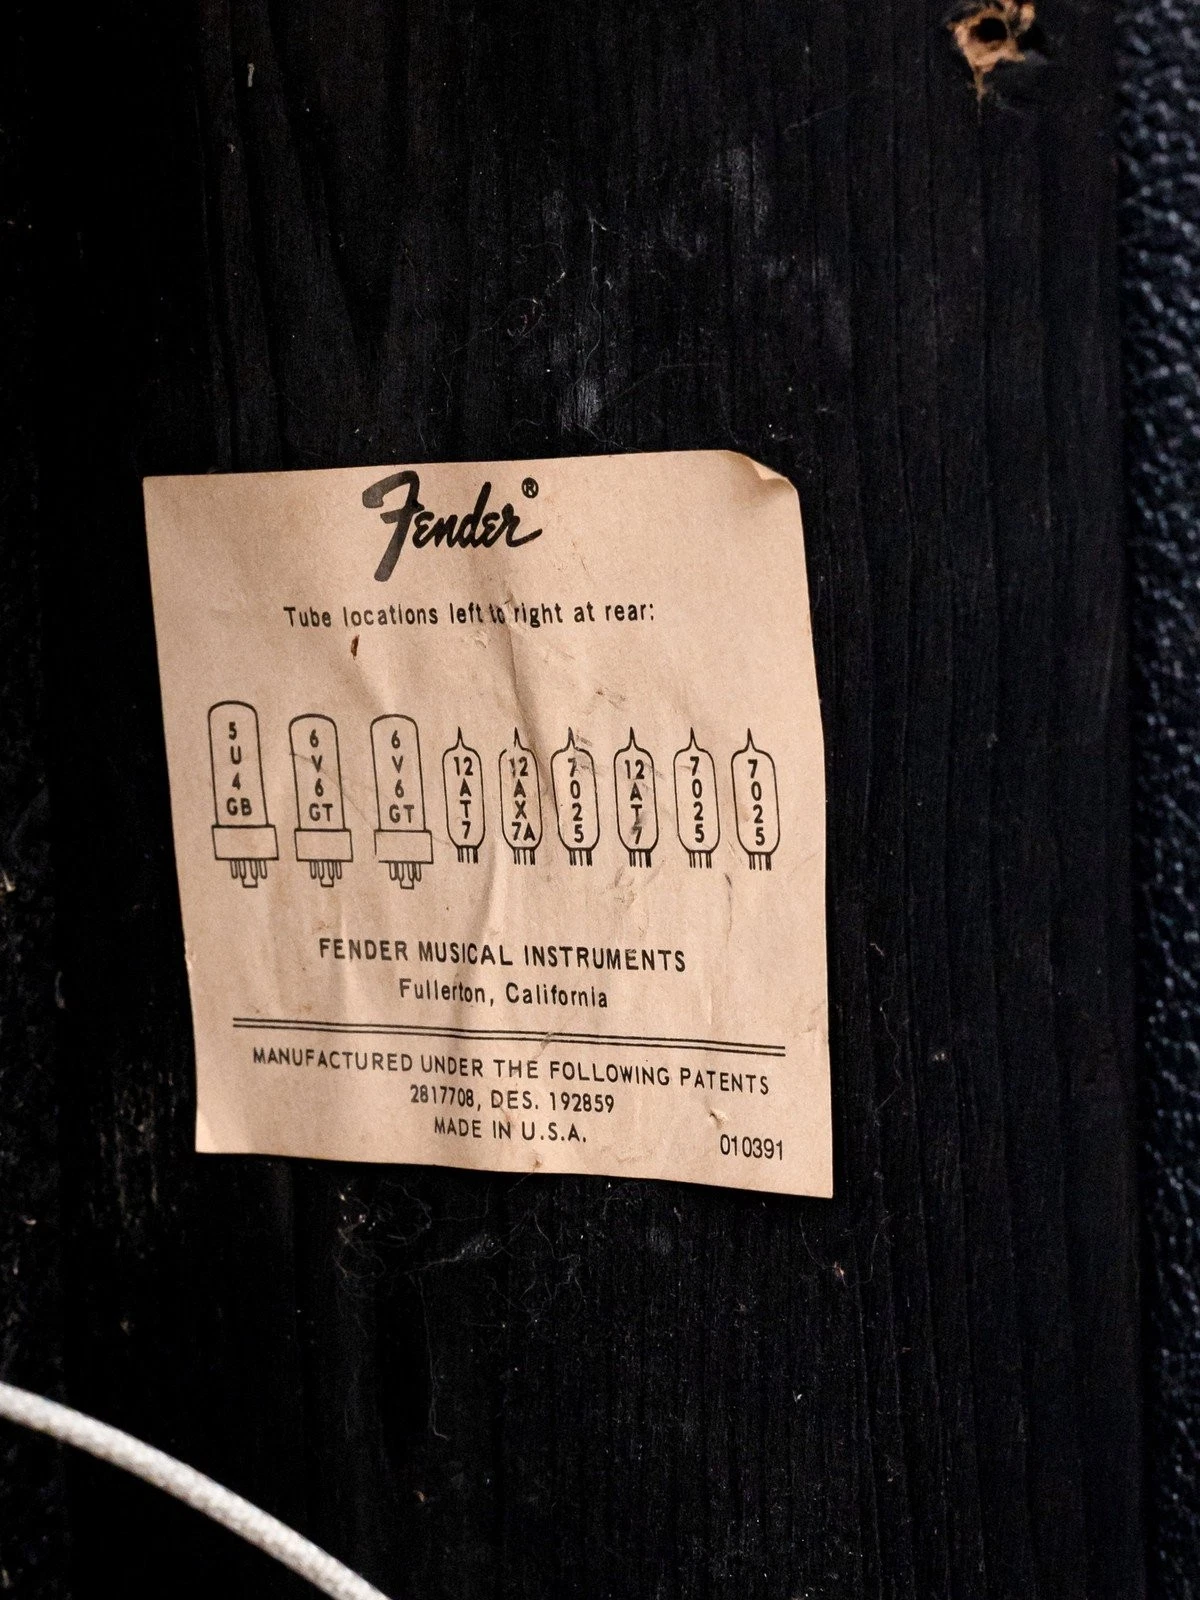 Fender®
Tube locations left to right at rear:
5U4GB 6V6GT 6V6GT 12AT7 12AX7A 7025 12AT7 7025 7025
FENDER MUSICAL INSTRUMENTS
Fullerton, California
MANUFACTURED UNDER THE FOLLOWING PATENTS
2817708, DES. 192859
MADE IN U.S.A.
010391